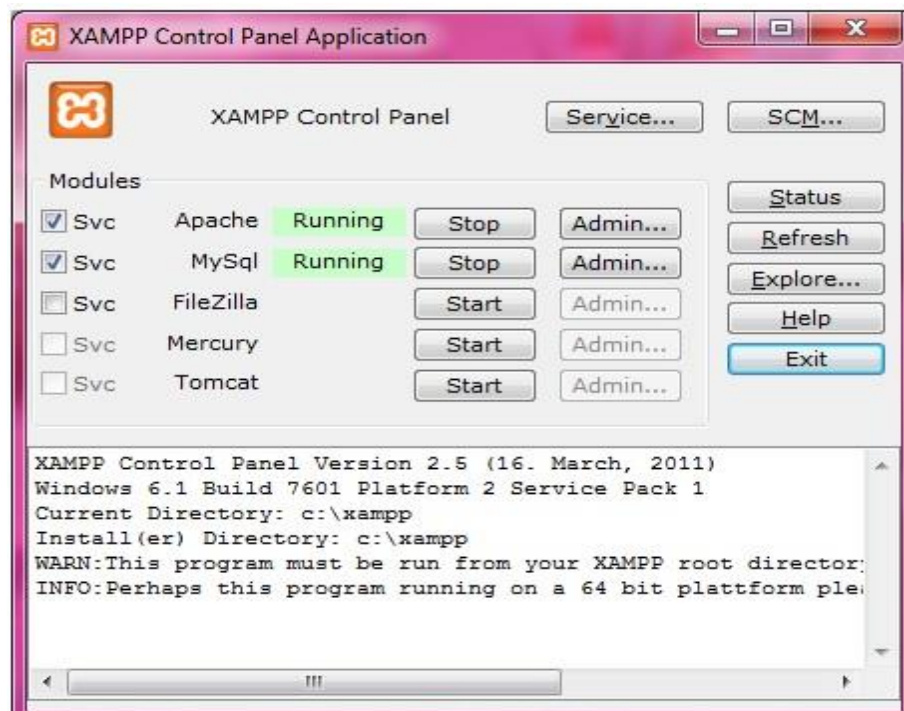 XAMPP Control Panel Application
XAMPP Control Panel Service... SCM...
Modules
Svc Apache Running Stop Admin...
Svc MySql Running Stop Admin...
Svc FileZilla Start Admin...
Svc Mercury Start Admin...
Svc Tomcat Start Admin...
Status
Refresh
Explore...
Help
Exit
XAMPP Control Panel Version 2.5 (16. March, 2011)
Windows 6.1 Build 7601 Platform 2 Service Pack 1
Current Directory: c:\xampp
Install(er) Directory: c:\xampp
WARN:This program must be run from your XAMPP root director
INFO:Perhaps this program running on a 64 bit plattform